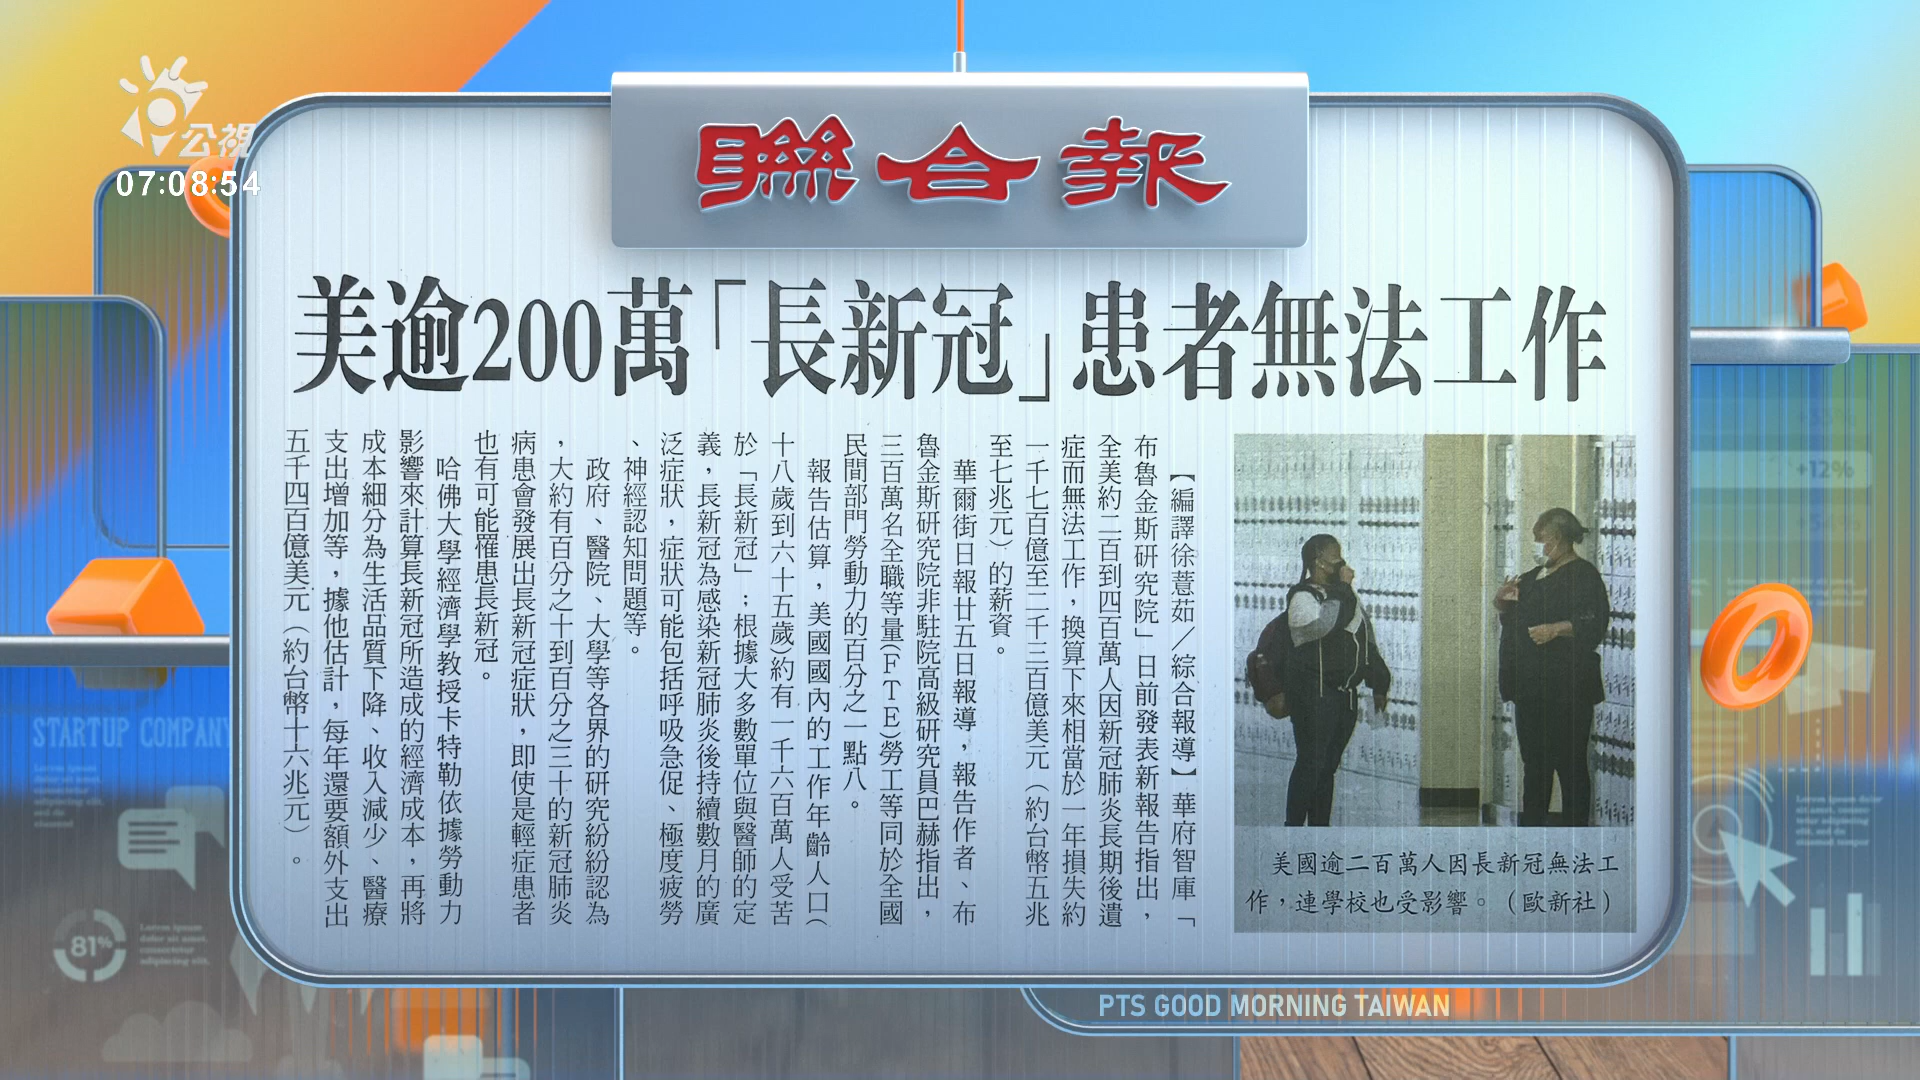 公視
07:08:54
聯合報
美逾200萬「長新冠」患者無法工作
【編譯徐薏茹／綜合報導】華府智庫「
布魯金斯研究院」日前發表新報告指出，
全美約二百到四百萬人因新冠肺炎長期後遺
症而無法工作，換算下來相當於一年損失約
一千七百億至二千三百億美元（約台幣五兆
至七兆元）的薪資。
華爾街日報廿五日報導，報告作者、布
魯金斯研究院非駐院高級研究員巴赫指出，
三百萬名全職等量(FTE)勞工等同於全國
民間部門勞動力的百分之一點八。
報告估算，美國國內的工作年齡人口（
十八歲到六十五歲)約有一千六百萬人受苦
於「長新冠」；根據大多數單位與醫師的定
義，長新冠為感染新冠肺炎後持續數月的廣
泛症狀，症狀可能包括呼吸急促、極度疲勞
、神經認知問題等。
政府、醫院、大學等各界的研究紛紛認為
，大約有百分之十到百分之三十的新冠肺炎
病患會發展出長新冠症狀，即使是輕症患者
也有可能罹患長新冠。
哈佛大學經濟學教授卡特勒依據勞動力
影響來計算長新冠所造成的經濟成本，再將
成本細分為生活品質下降、收入減少、醫療
支出增加等，據他估計，每年還要額外支出
五千四百億美元（約台幣十六兆元）。
美國逾二百萬人因長新冠無法工
作，連學校也受影響。（歐新社）
+12%
STARTUP COMPANY
81%
PTS GOOD MORNING TAIWAN